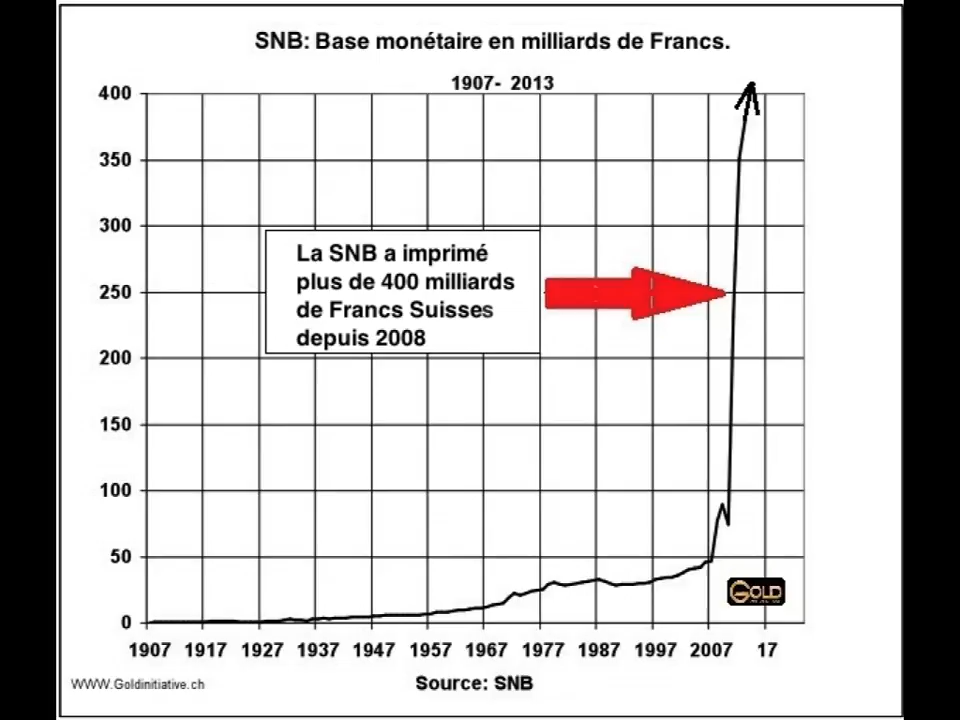 SNB: Base monétaire en milliards de Francs.
1907- 2013
400
350
300
250
200
150
100
50
0
La SNB a imprimé
plus de 400 milliards
de Francs Suisses
depuis 2008
GOLD
1907 1917 1927 1937 1947 1957 1967 1977 1987 1997 2007 17
WWW.Goldinitiative.ch
Source: SNB